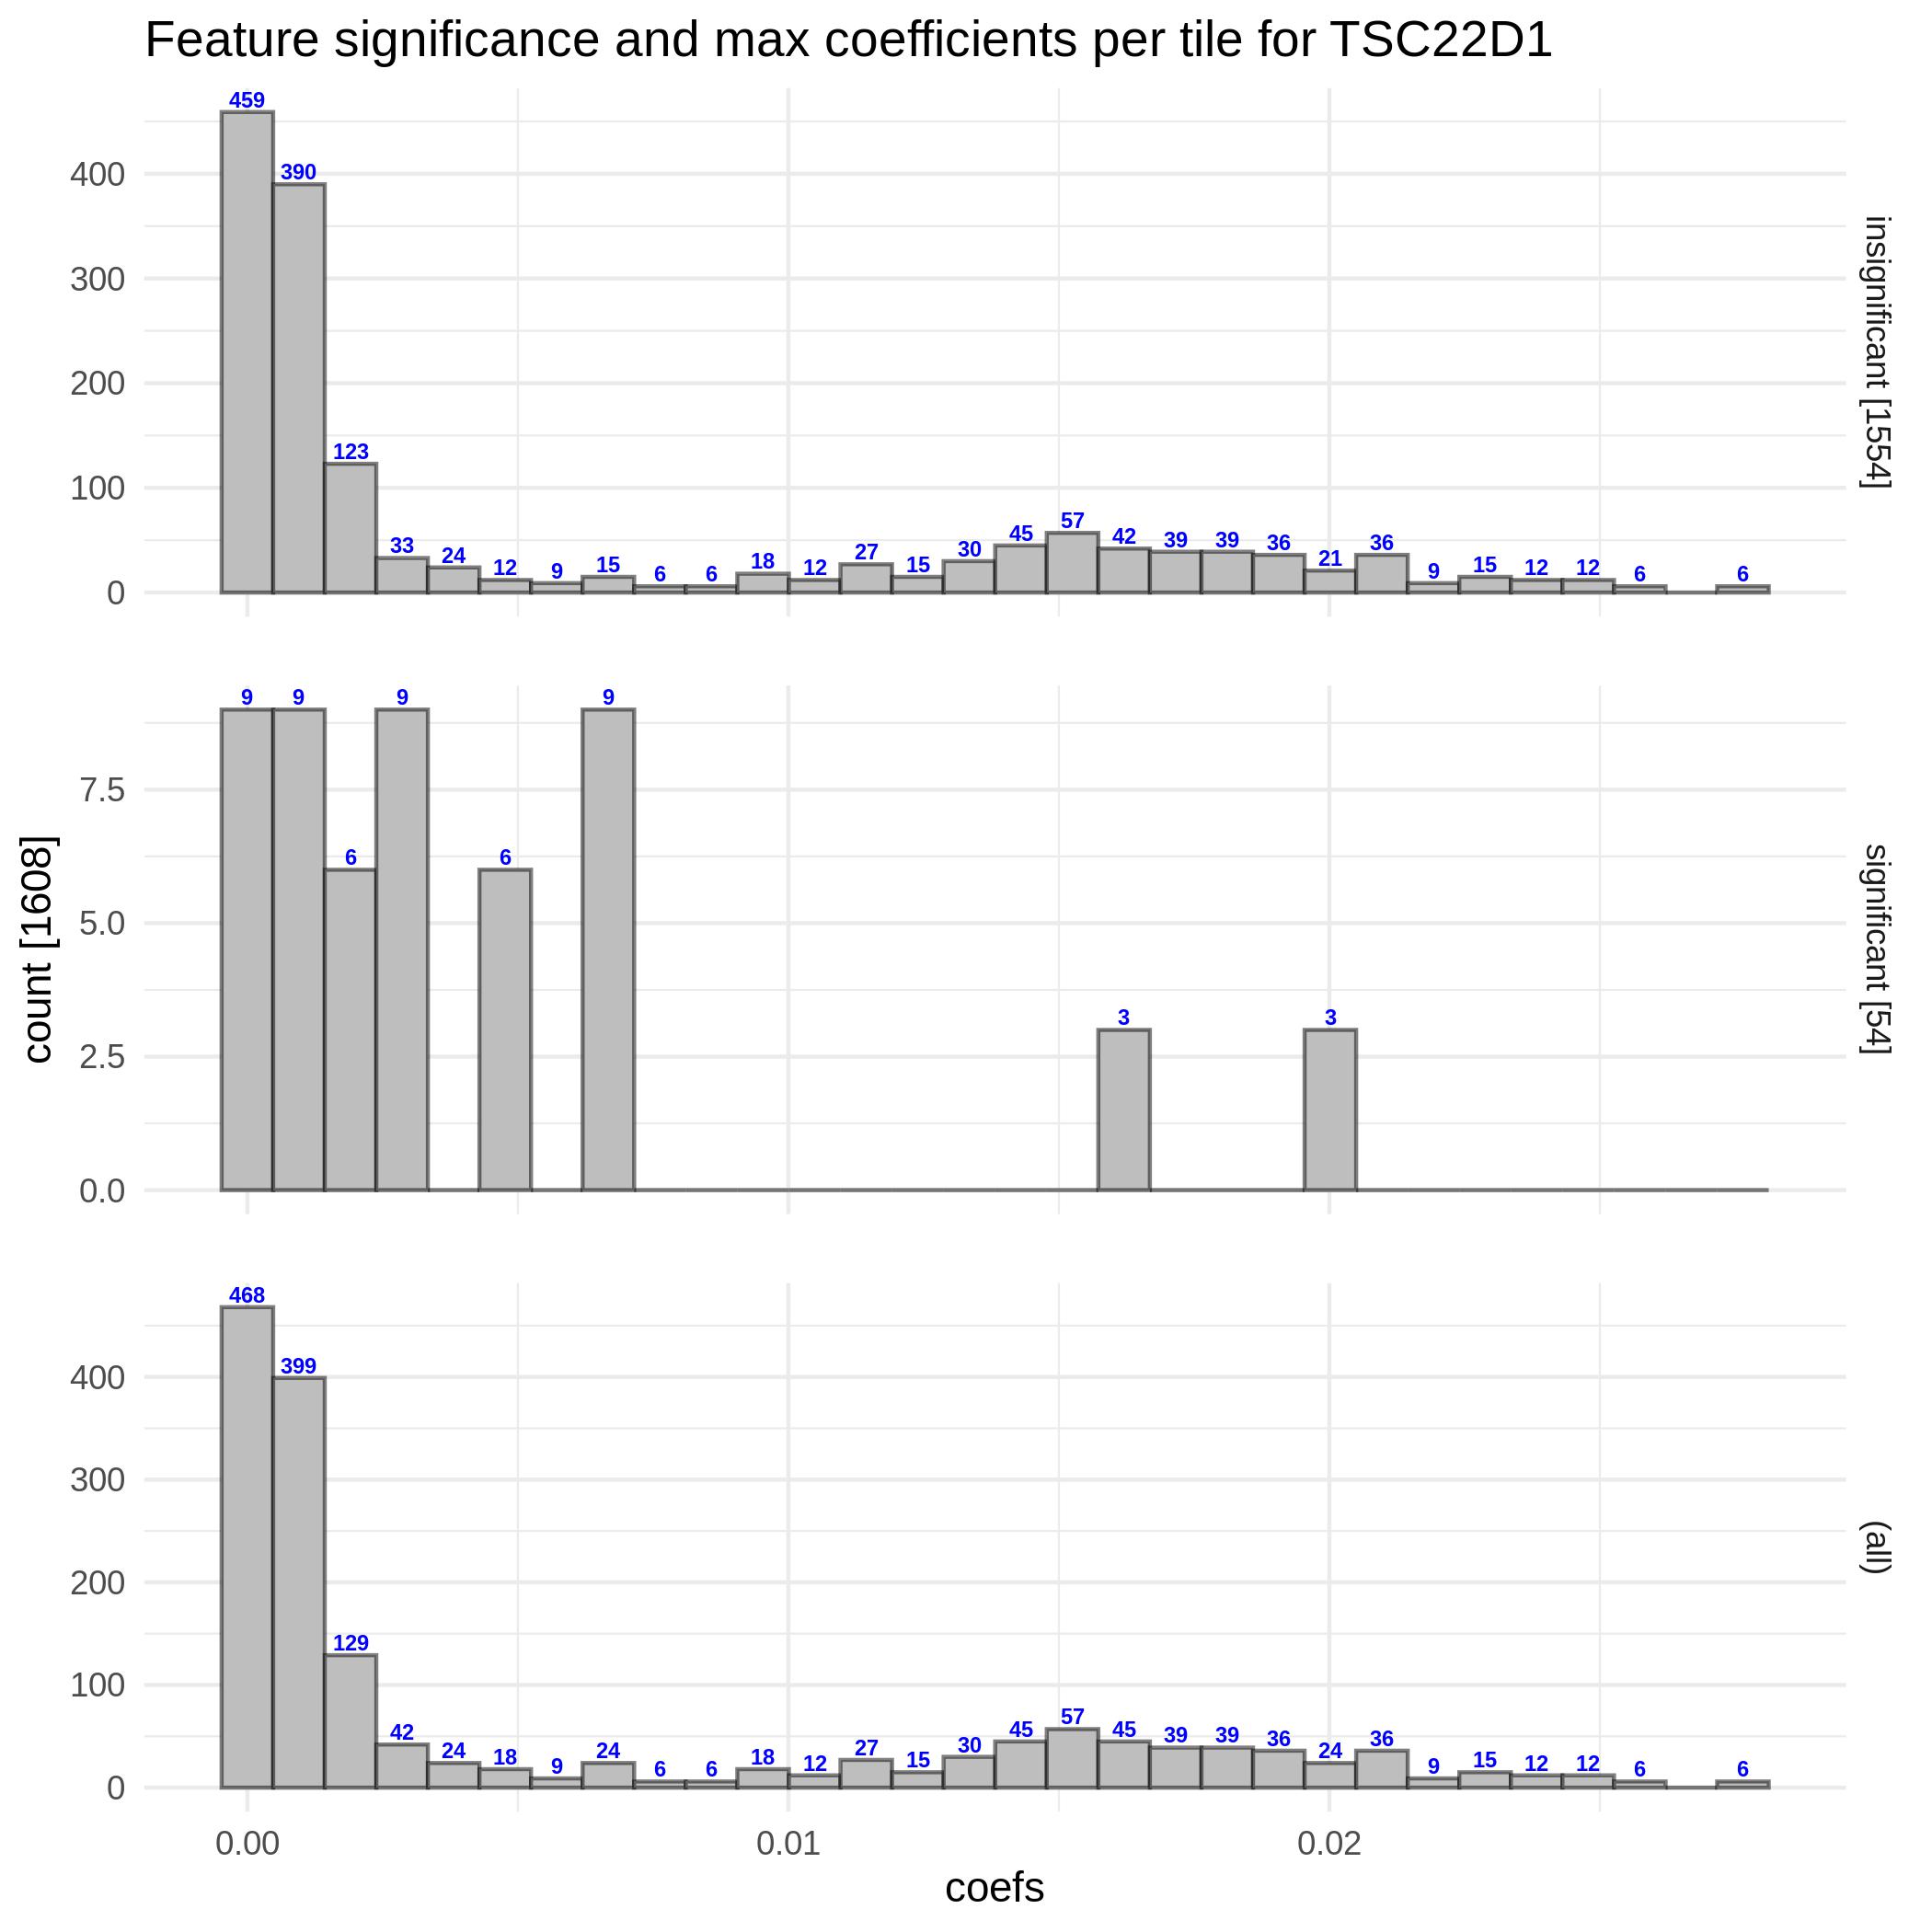 Feature significance and max coefficients per tile for TSC22D1
459
390
123
33 24 12 9 15 6 6 18 12 27 15 30 45 57 42 39 39 36 21 36 9 15 12 12 6 6
400
300
200
100
0
insignificant [1554]
9 9 6 9 6 9 3 3
7.5
5.0
2.5
0.0
significant [54]
count [1608]
468
399
129
42 24 18 9 24 6 6 18 12 27 15 30 45 57 45 39 39 36 24 36 9 15 12 12 6 6
400
300
200
100
0
(all)
0.00 0.01 0.02
coefs